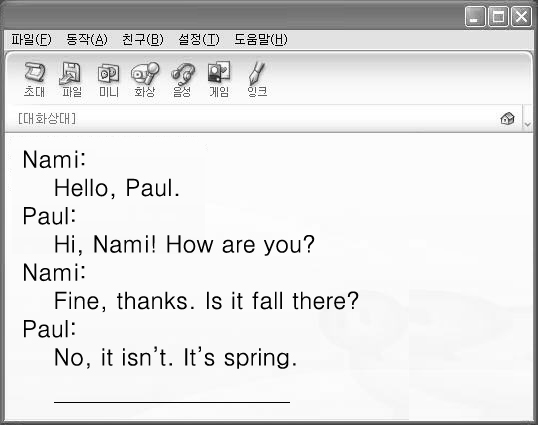 파일(F) 동작(A) 친구(B) 설정(T) 도움말(H)
초대 파일 미니 화상 음성 게임 잉크
[대화상대]
Nami:
Hello, Paul.
Paul:
Hi, Nami! How are you?
Nami:
Fine, thanks. Is it fall there?
Paul:
No, it isn't. It's spring.